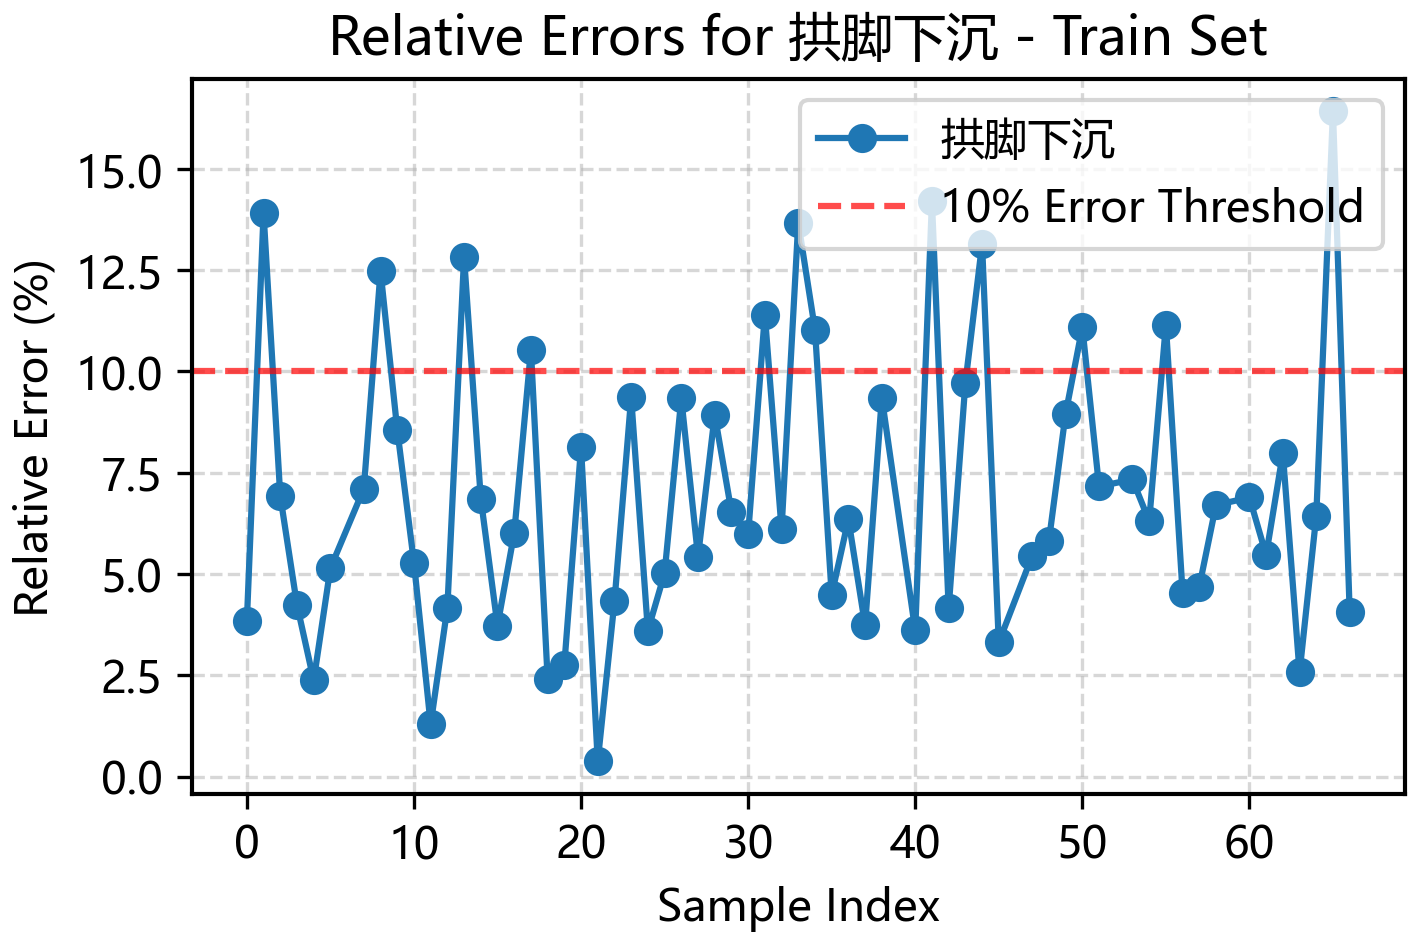 Relative Errors for 拱脚下沉 - Train Set
拱脚下沉
10% Error Threshold
Relative Error (%)
15.0
12.5
10.0
7.5
5.0
2.5
0.0
0 10 20 30 40 50 60
Sample Index